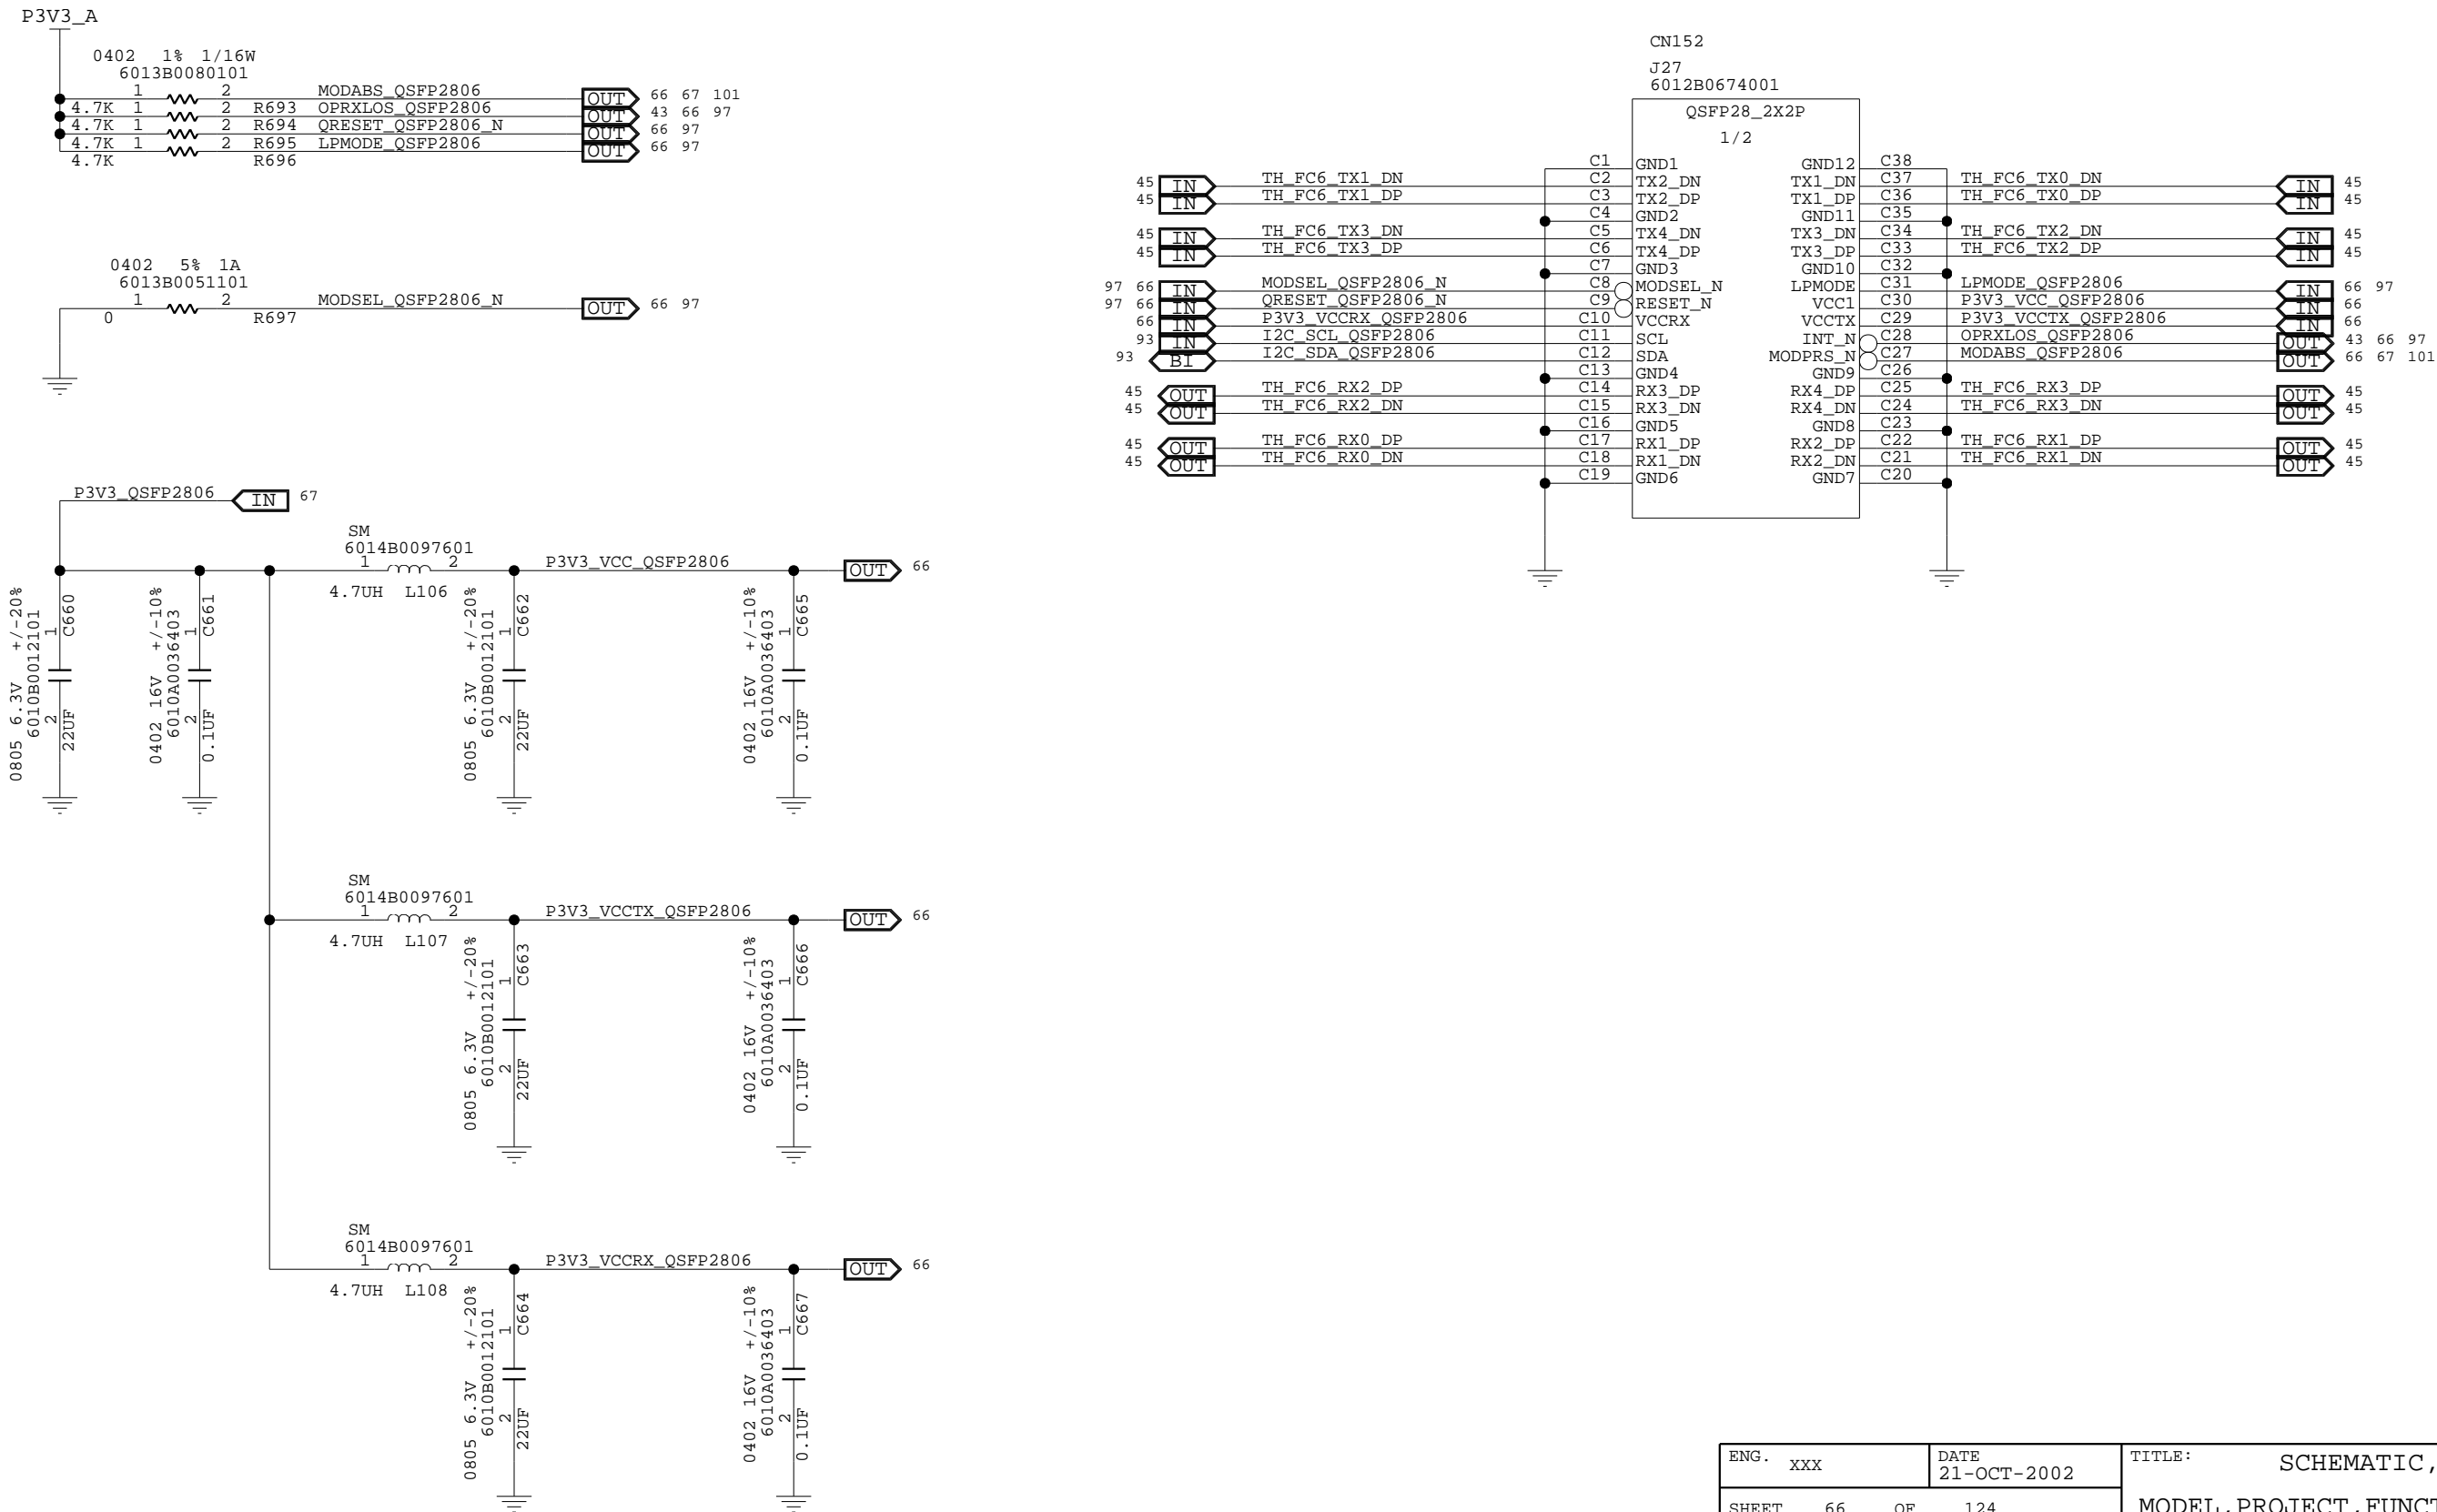 P3V3_A
0402 1% 1/16W
6013B0080101
1 2 MODABS_QSFP2806 OUT 66 67 101
4.7K 1 2 R693 OPRXLOS_QSFP2806 OUT 43 66 97
4.7K 1 2 R694 QRESET_QSFP2806_N OUT 66 97
4.7K 1 2 R695 LPMODE_QSFP2806 OUT 66 97
4.7K R696
0402 5% 1A
6013B0051101
1 2 MODSEL_QSFP2806_N OUT 66 97
0 R697
P3V3_QSFP2806 IN 67
SM
6014B0097601
1 2 P3V3_VCC_QSFP2806 OUT 66
4.7UH L106
0805 6.3V +/-20%
6010B0012101
1 2
C660
22UF
0402 16V +/-10%
6010A0036403
1 2
C661
0.1UF
0805 6.3V +/-20%
6010B0012101
1 2
C662
22UF
0402 16V +/-10%
6010A0036403
1 2
C665
0.1UF
SM
6014B0097601
1 2 P3V3_VCCTX_QSFP2806 OUT 66
4.7UH L107
0805 6.3V +/-20%
6010B0012101
1 2
C663
22UF
0402 16V +/-10%
6010A0036403
1 2
C666
0.1UF
SM
6014B0097601
1 2 P3V3_VCCRX_QSFP2806 OUT 66
4.7UH L108
0805 6.3V +/-20%
6010B0012101
1 2
C664
22UF
0402 16V +/-10%
6010A0036403
1 2
C667
0.1UF
CN152
J27
6012B0674001
QSFP28_2X2P
1/2
C1 GND1 GND12 C38
45 IN TH_FC6_TX1_DN C2 TX2_DN TX1_DN C37 TH_FC6_TX0_DN IN 45
45 IN TH_FC6_TX1_DP C3 TX2_DP TX1_DP C36 TH_FC6_TX0_DP IN 45
C4 GND2 GND11 C35
45 IN TH_FC6_TX3_DN C5 TX4_DN TX3_DN C34 TH_FC6_TX2_DN IN 45
45 IN TH_FC6_TX3_DP C6 TX4_DP TX3_DP C33 TH_FC6_TX2_DP IN 45
C7 GND3 GND10 C32
97 66 IN MODSEL_QSFP2806_N C8 MODSEL_N LPMODE C31 LPMODE_QSFP2806 IN 66 97
97 66 IN QRESET_QSFP2806_N C9 RESET_N VCC1 C30 P3V3_VCC_QSFP2806 IN 66
66 IN P3V3_VCCRX_QSFP2806 C10 VCCRX VCCTX C29 P3V3_VCCTX_QSFP2806 IN 66
93 IN I2C_SCL_QSFP2806 C11 SCL INT_N C28 OPRXLOS_QSFP2806 OUT 43 66 97
93 BI I2C_SDA_QSFP2806 C12 SDA MODPRS_N C27 MODABS_QSFP2806 OUT 66 67 101
C13 GND4 GND9 C26
45 OUT TH_FC6_RX2_DP C14 RX3_DP RX4_DP C25 TH_FC6_RX3_DP OUT 45
45 OUT TH_FC6_RX2_DN C15 RX3_DN RX4_DN C24 TH_FC6_RX3_DN OUT 45
C16 GND5 GND8 C23
45 OUT TH_FC6_RX0_DP C17 RX1_DP RX2_DP C22 TH_FC6_RX1_DP OUT 45
45 OUT TH_FC6_RX0_DN C18 RX1_DN RX2_DN C21 TH_FC6_RX1_DN OUT 45
C19 GND6 GND7 C20
ENG. XXX DATE TITLE: SCHEMATIC,
21-OCT-2002
SHEET 66 OF 124 MODEL,PROJECT,FUNCT